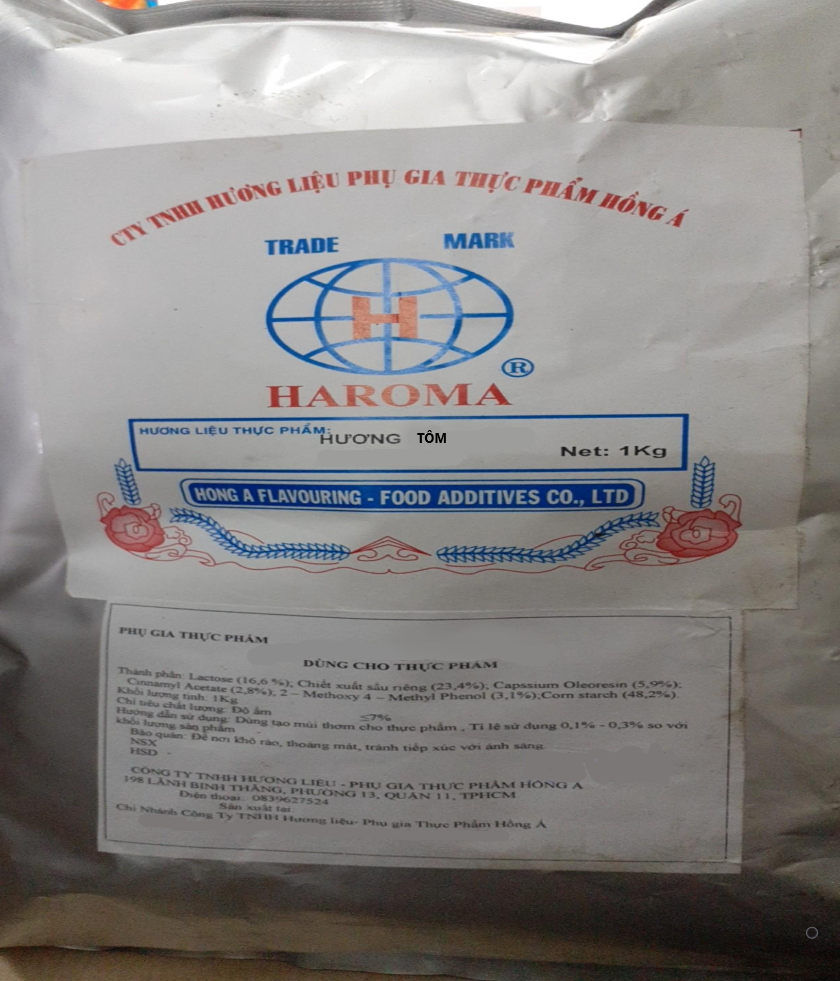 CTY TNHH HƯƠNG LIỆU PHỤ GIA THỰC PHẨM HỒNG Á
TRADE MARK
H
®
HAROMA
HƯƠNG LIỆU THỰC PHẨM: HƯƠNG TÔM
Net: 1Kg
HONG A FLAVOURING - FOOD ADDITIVES CO., LTD
PHỤ GIA THỰC PHẨM
DÙNG CHO THỰC PHẨM
Thành phần: Lactose (16,6 %); Chiết xuất sầu riêng (23,4%); Capssium Oleoresin (5,9%);
Cinnamyl Acetate (2,8%); 2 – Methoxy 4 – Methyl Phenol (3,1%);Corn starch (48,2%).
Khối lượng tịnh: 1Kg
Chỉ tiêu chất lượng: Độ ẩm ≤7%
Hướng dẫn sử dụng: Dùng tạo mùi thơm cho thực phẩm , Tỉ lệ sử dụng 0,1% - 0,3% so với
khối lượng sản phẩm
Bảo quản: Để nơi khô ráo, thoáng mát, tránh tiếp xúc với ánh sáng.
NSX
HSD
CÔNG TY TNHH HƯƠNG LIỆU - PHỤ GIA THỰC PHẨM HỒNG Á
198 LÃNH BINH THĂNG, PHƯỜNG 13, QUẬN 11, TPHCM
Điện thoại: 0839627524
Sản xuất tại
Chi Nhánh Công Ty TNHH Hương liệu- Phụ gia Thực Phẩm Hồng Á